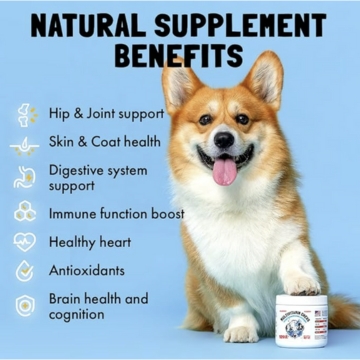 NATURAL SUPPLEMENT
BENEFITS
Hip & Joint support
Skin & Coat health
Digestive system
support
Immune function boost
Healthy heart
Antioxidants
Brain health and
cognition